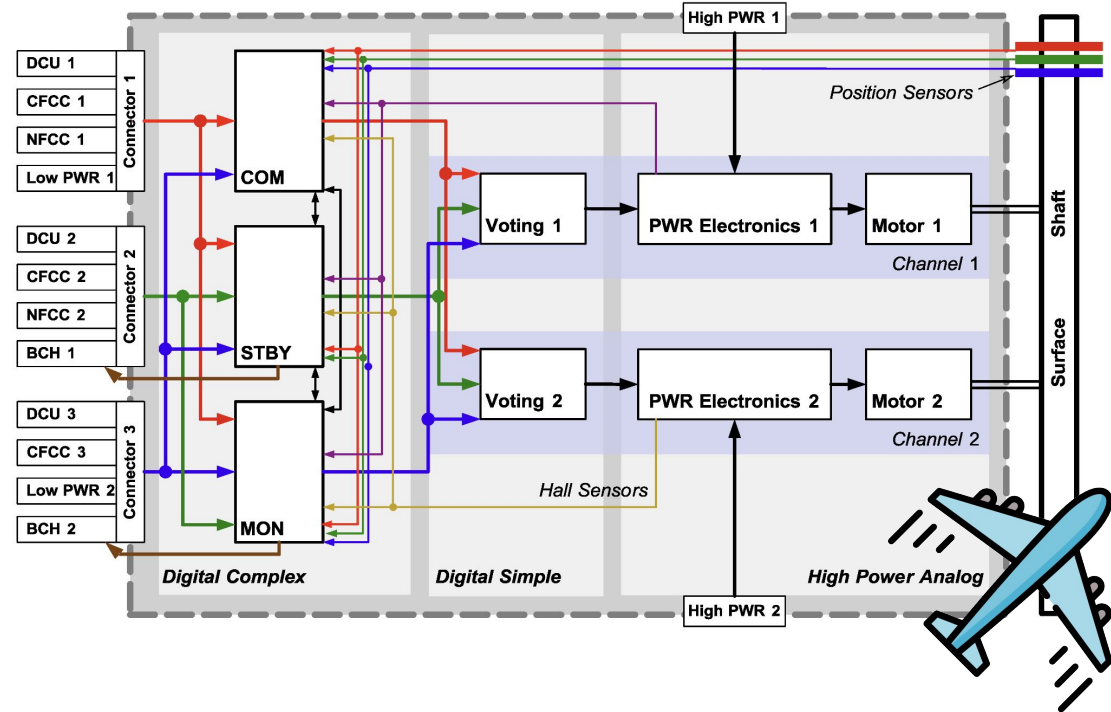 High PWR 1
DCU 1
CFCC 1
NFCC 1
Low PWR 1
Connector 1
COM
Position Sensors
Voting 1
PWR Electronics 1
Motor 1
Channel 1
Shaft
DCU 2
CFCC 2
NFCC 2
BCH 1
Connector 2
STBY
Voting 2
PWR Electronics 2
Motor 2
Channel 2
Surface
DCU 3
CFCC 3
Low PWR 2
BCH 2
Connector 3
MON
Hall Sensors
Digital Complex
Digital Simple
High Power Analog
High PWR 2